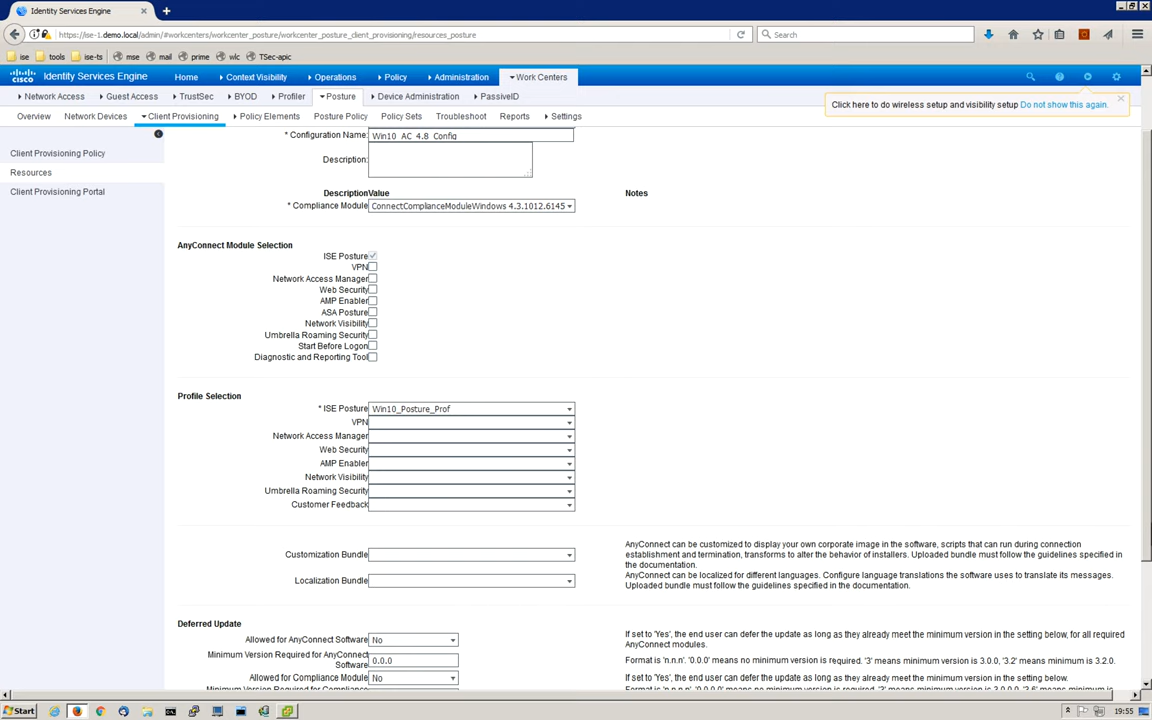 Identity Services Engine
https://ise-1.demo.local/admin/#workcenters/workcenter_posture/workcenter_posture_client_provisioning/resources_posture
Search
ise tools ise-ts mse mail prime wlc TSec-apic
cisco Identity Services Engine Home Context Visibility Operations Policy Administration Work Centers
Network Access Guest Access TrustSec BYOD Profiler Posture Device Administration PassiveID
Click here to do wireless setup and visibility setup Do not show this again.
Overview Network Devices Client Provisioning Policy Elements Posture Policy Policy Sets Troubleshoot Reports Settings
Client Provisioning Policy
Resources
Client Provisioning Portal
* Configuration Name: Win10_AC_4.8_Config
Description:
DescriptionValue Notes
* Compliance Module ConnectComplianceModuleWindows 4.3.1012.6145
AnyConnect Module Selection
ISE Posture
VPN
Network Access Manager
Web Security
AMP Enabler
ASA Posture
Network Visibility
Umbrella Roaming Security
Start Before Logon
Diagnostic and Reporting Tool
Profile Selection
* ISE Posture Win10_Posture_Prof
VPN
Network Access Manager
Web Security
AMP Enabler
Network Visibility
Umbrella Roaming Security
Customer Feedback
Customization Bundle
AnyConnect can be customized to display your own corporate image in the software, scripts that can run during connection
establishment and termination, transforms to alter the behavior of installers. Uploaded bundle must follow the guidelines specified in
the documentation.
Localization Bundle
AnyConnect can be localized for different languages. Configure language translations the software uses to translate its messages.
Uploaded bundle must follow the guidelines specified in the documentation.
Deferred Update
Allowed for AnyConnect Software No
If set to 'Yes', the end user can defer the update as long as they already meet the minimum version in the setting below, for all required
AnyConnect modules.
Minimum Version Required for AnyConnect
Software 0.0.0
Format is 'n.n.n'. '0.0.0' means no minimum version is required. '3' means minimum version is 3.0.0, '3.2' means minimum is 3.2.0.
Allowed for Compliance Module No
If set to 'Yes', the end user can defer the update as long as they already meet the minimum version in the setting below.
Minimum Version Required for Compliance
Start
19:55